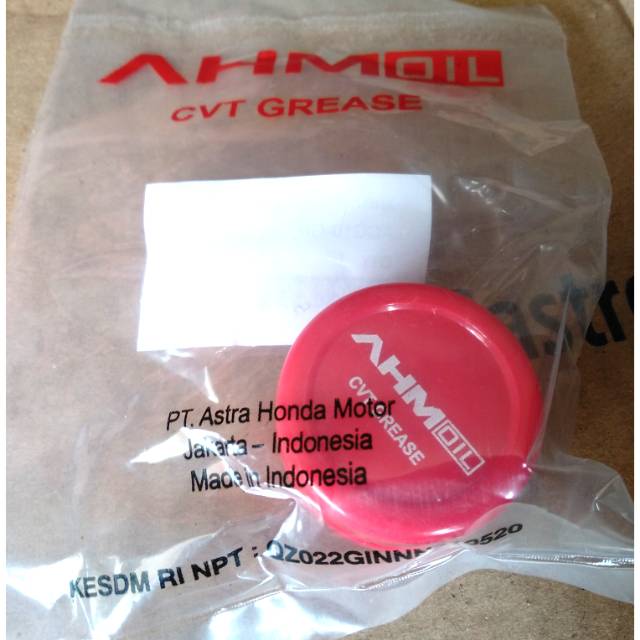 AHMOIL
CVT GREASE
AHMOIL
CVT GREASE
PT. Astra Honda Motor
Jakarta – Indonesia
Made in Indonesia
KESDM RI NPT :